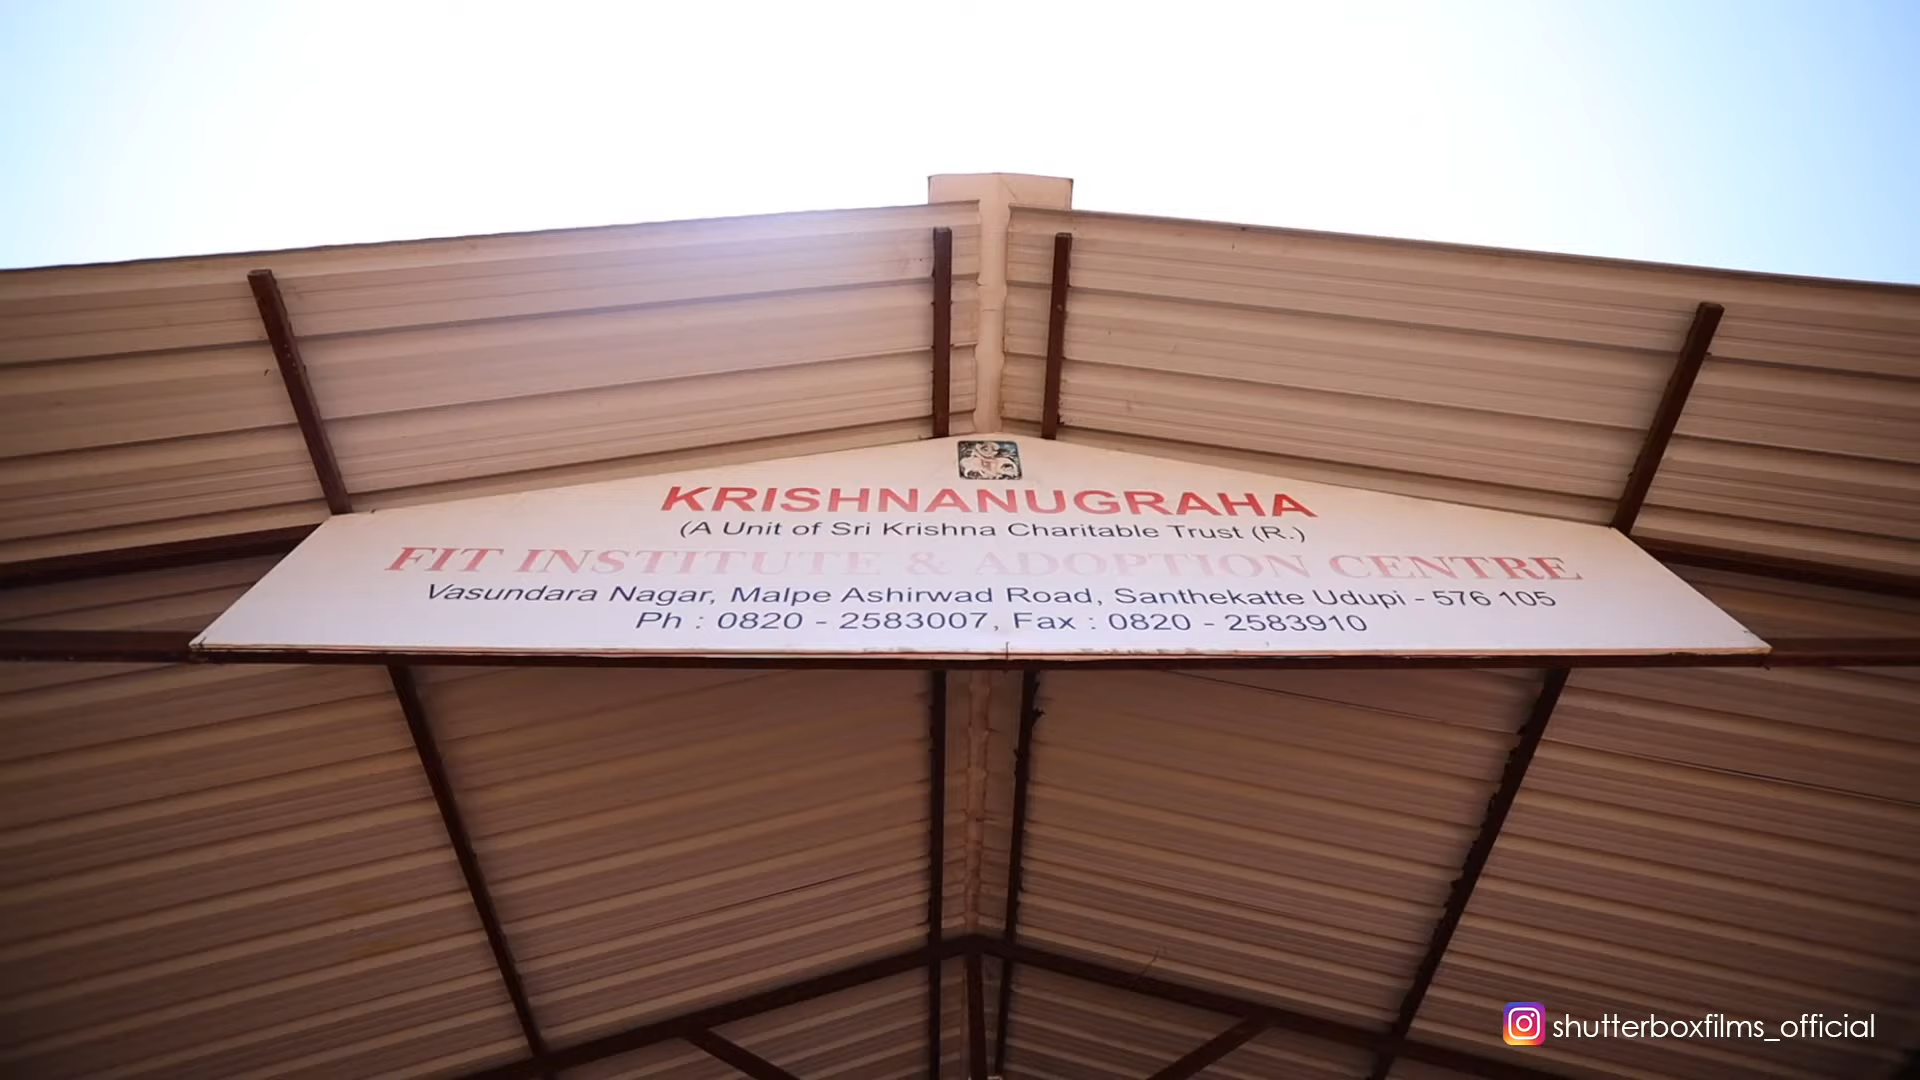 KRISHNANUGRAHA
(A Unit of Sri Krishna Charitable Trust (R.)
FIT INSTITUTE & ADOPTION CENTRE
Vasundara Nagar, Malpe Ashirwad Road, Santhekatte Udupi - 576 105
Ph : 0820 - 2583007, Fax : 0820 - 2583910
shutterboxfilms_official